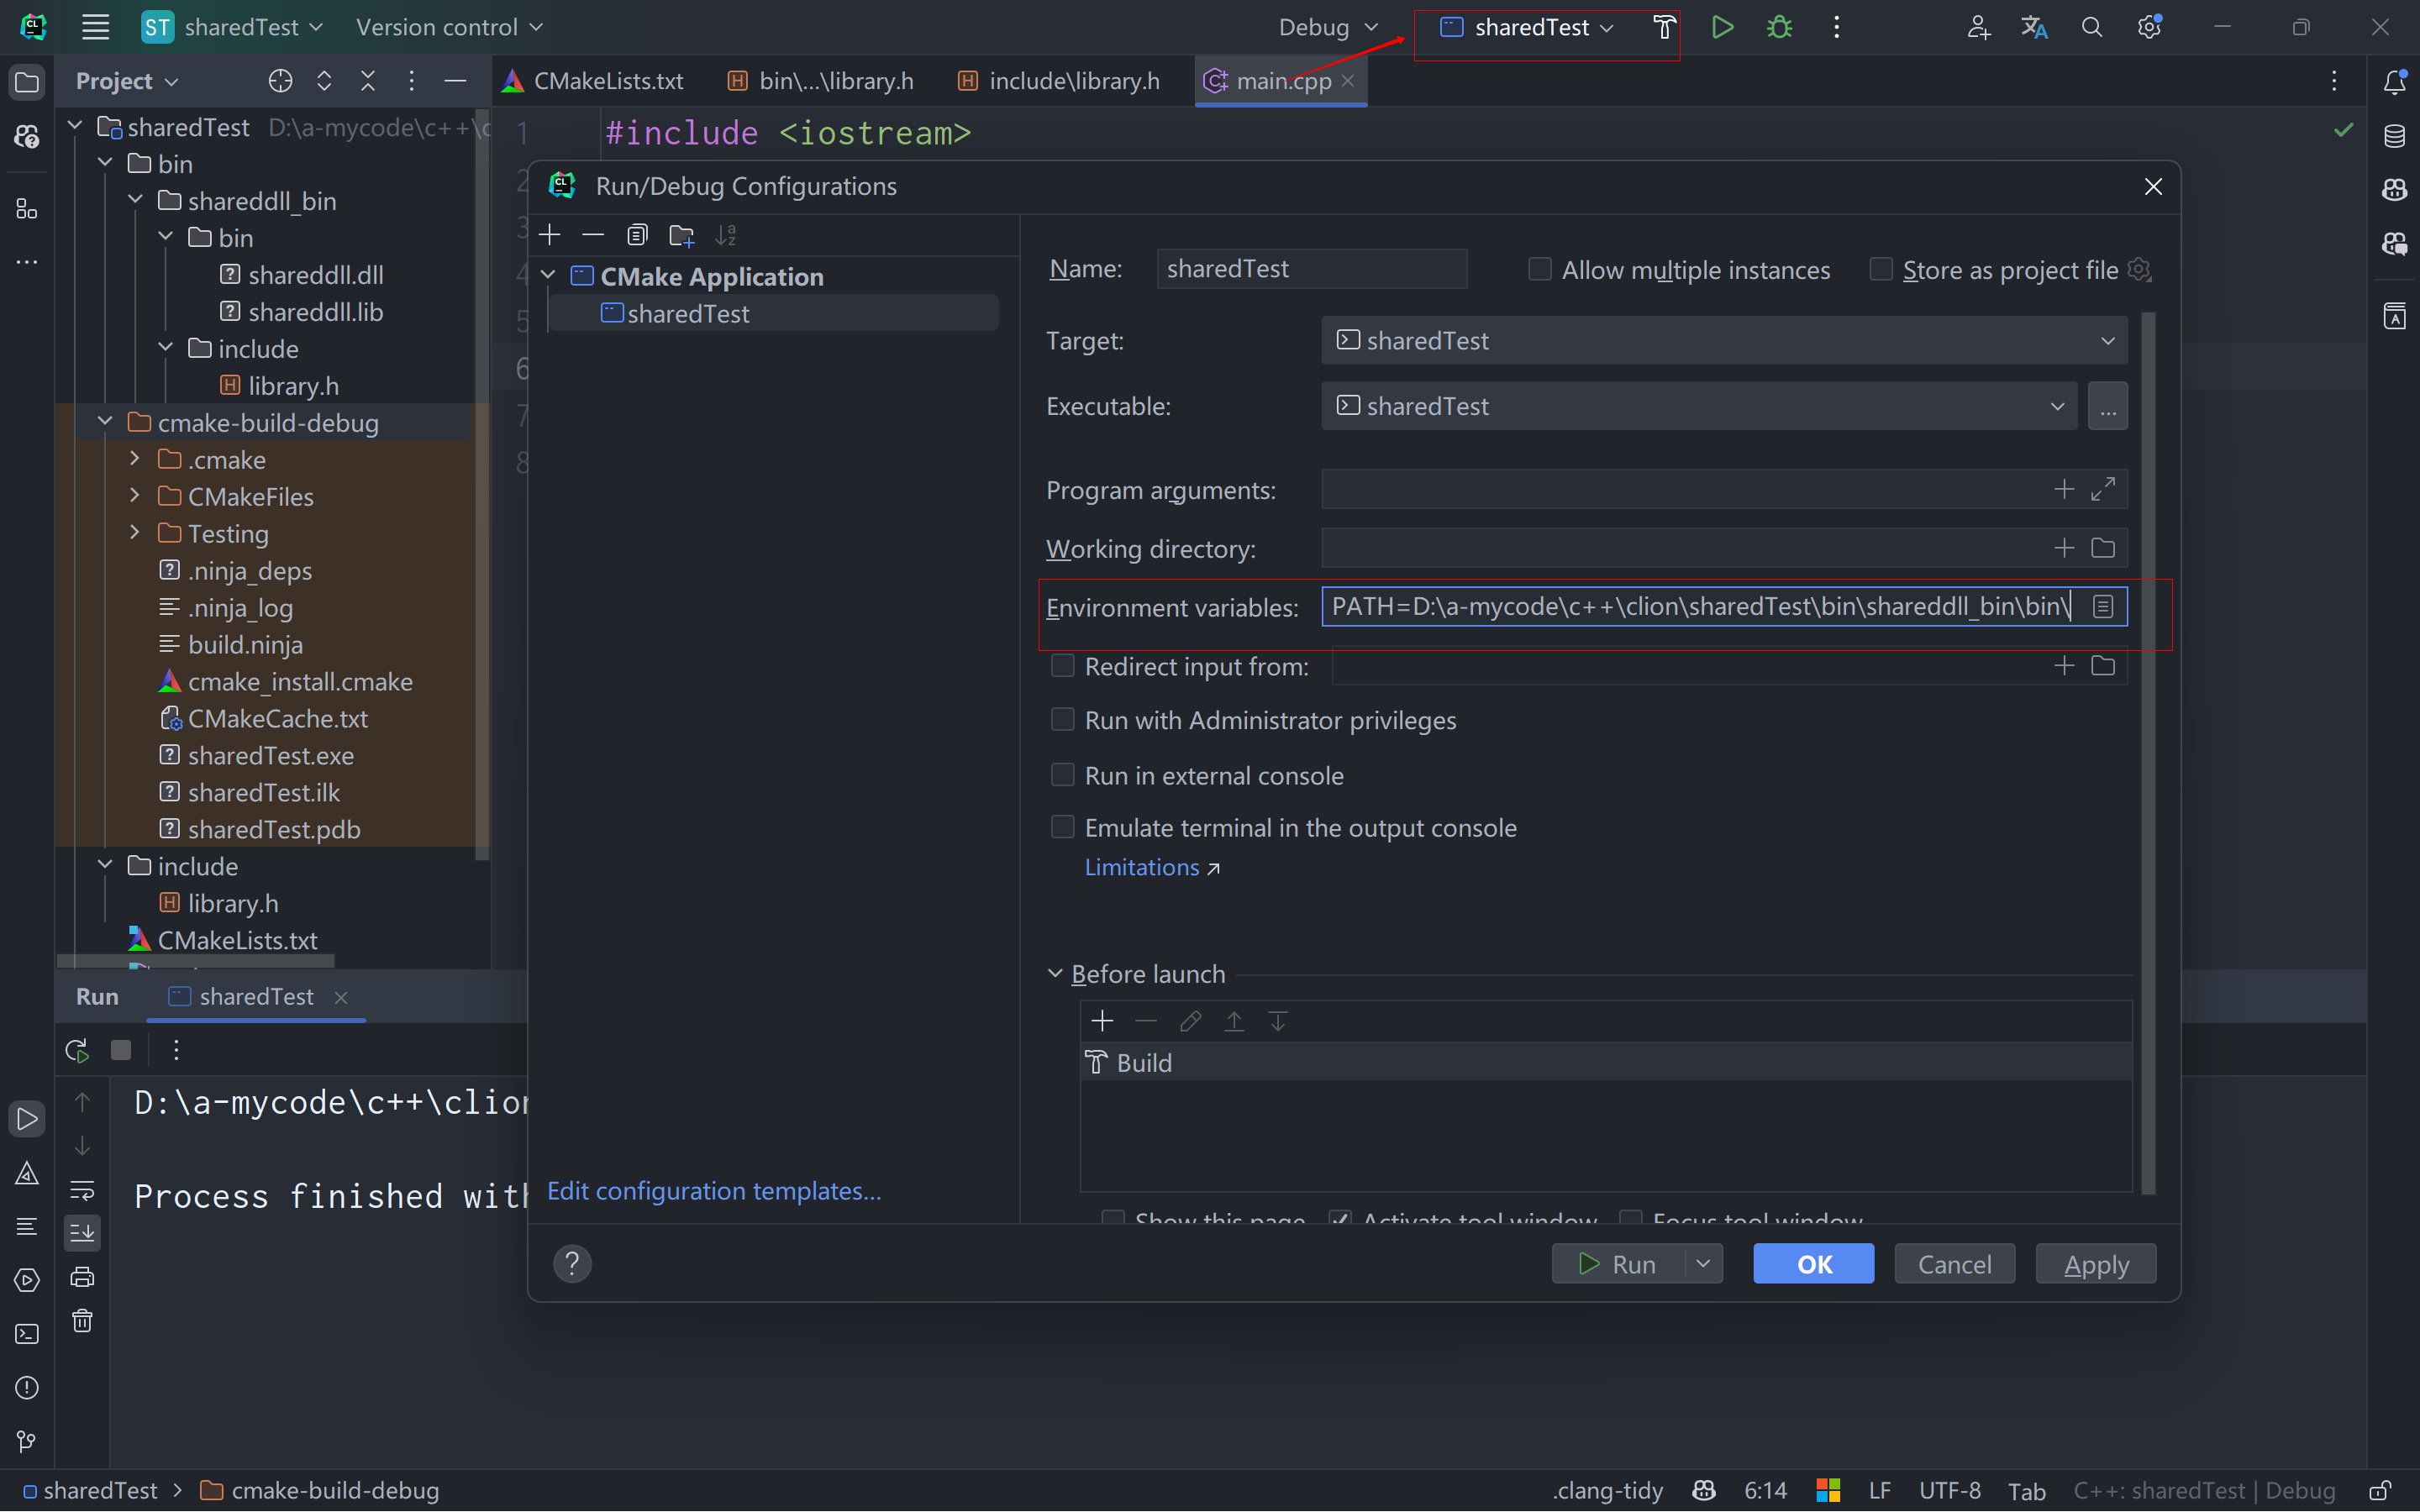 ST sharedTest Version control Debug sharedTest
Project
CMakeLists.txt bin\...\library.h include\library.h main.cpp
sharedTest D:\a-mycode\c++\c
bin
shareddll_bin
bin
shareddll.dll
shareddll.lib
include
library.h
cmake-build-debug
.cmake
CMakeFiles
Testing
.ninja_deps
.ninja_log
build.ninja
cmake_install.cmake
CMakeCache.txt
sharedTest.exe
sharedTest.ilk
sharedTest.pdb
include
library.h
CMakeLists.txt
1 #include <iostream>
2
3
4
5
6
7
8
Run/Debug Configurations
CMake Application
sharedTest
Edit configuration templates...
Name: sharedTest Allow multiple instances Store as project file
Target: sharedTest
Executable: sharedTest ...
Program arguments:
Working directory:
Environment variables: PATH=D:\a-mycode\c++\clion\sharedTest\bin\shareddll_bin\bin\
Redirect input from:
Run with Administrator privileges
Run in external console
Emulate terminal in the output console
Limitations ↗
Before launch
Build
Show this page Activate tool window Focus tool window
? Run OK Cancel Apply
Run sharedTest
D:\a-mycode\c++\clion
Process finished with
sharedTest > cmake-build-debug .clang-tidy 6:14 LF UTF-8 Tab C++: sharedTest | Debug